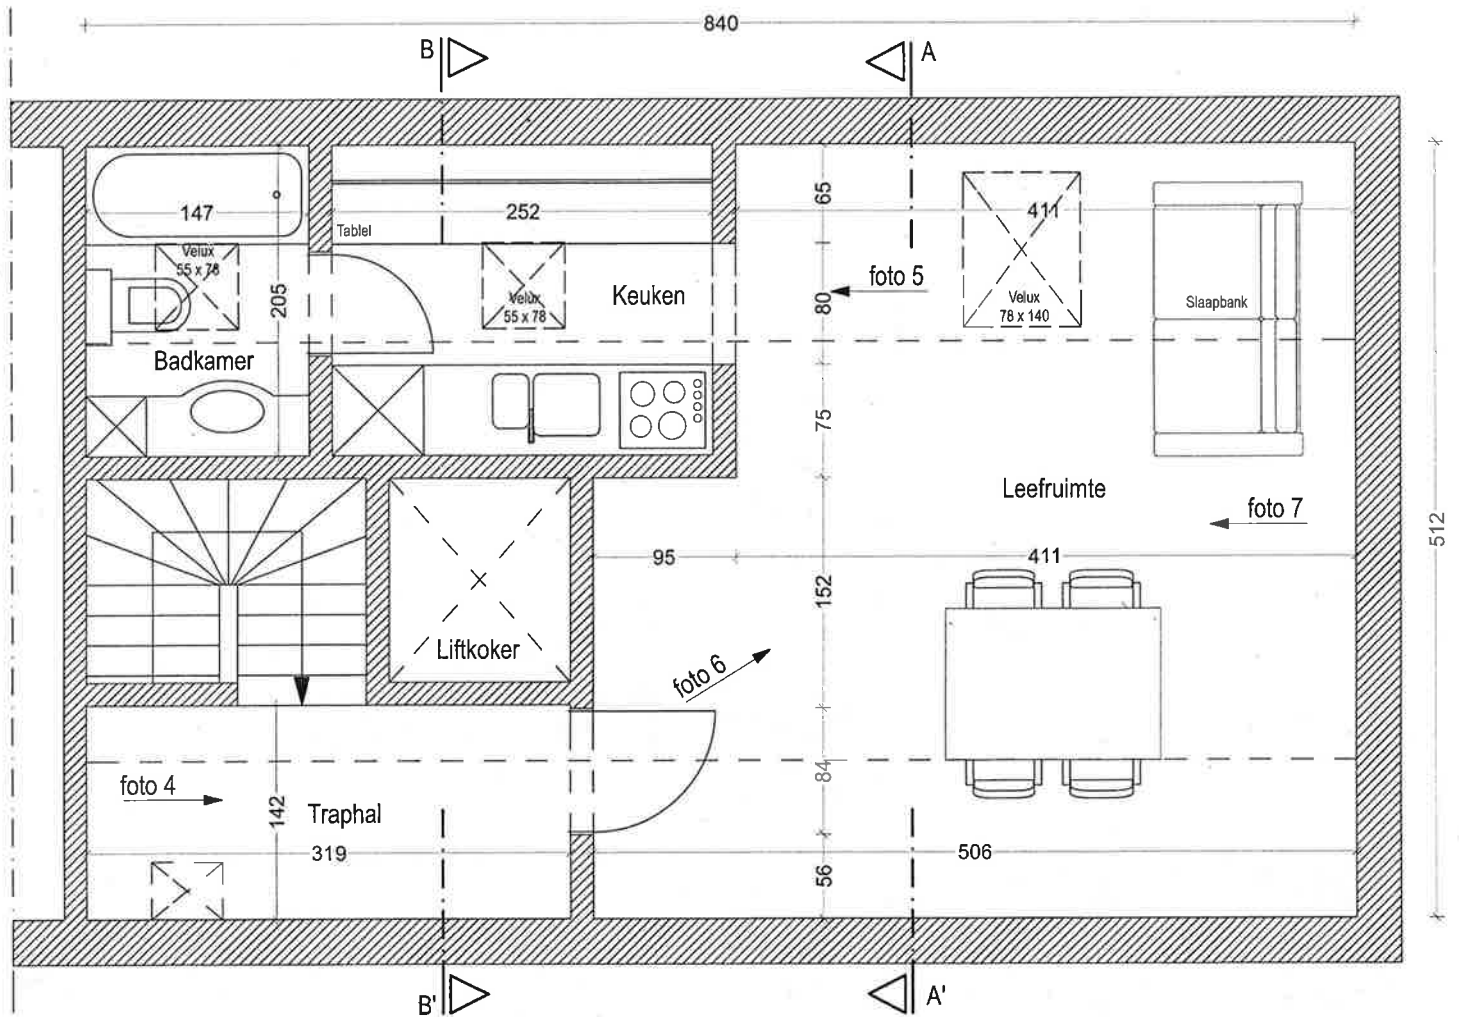 840
B
A
147
252
411
65
Tablet
Velux
55 x 78
Velux
55 x 78
Keuken
foto 5
80
Velux
78 x 140
Slaapbank
205
Badkamer
75
Leefruimte
foto 7
512
95
411
152
Liftkoker
foto 6
foto 4
142
Traphal
84
319
506
56
B'
A'